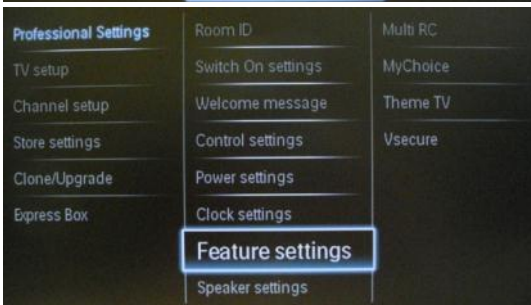 Professional Settings
TV setup
Channel setup
Store settings
Clone/Upgrade
Express Box
Room ID
Switch On settings
Welcome message
Control settings
Power settings
Clock settings
Feature settings
Speaker settings
Multi RC
MyChoice
Theme TV
Vsecure